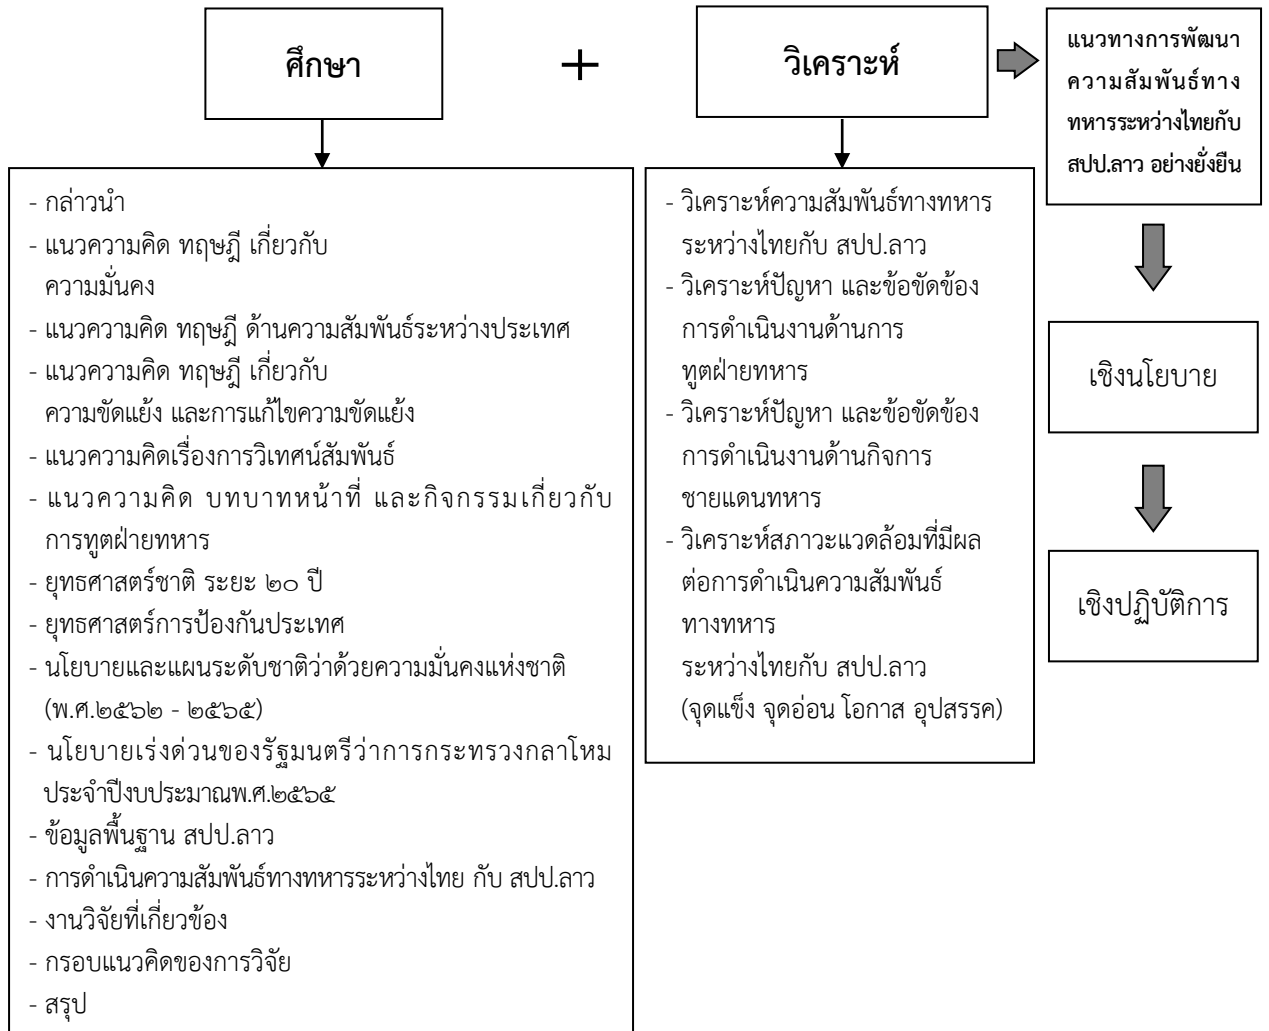 ศึกษา
+
วิเคราะห์
แนวทางการพัฒนา
ความสัมพันธ์ทาง
ทหารระหว่างไทยกับ
สปป.ลาว อย่างยั่งยืน
- กล่าวนำ
- แนวความคิด ทฤษฎี เกี่ยวกับ
ความมั่นคง
- แนวความคิด ทฤษฎี ด้านความสัมพันธ์ระหว่างประเทศ
- แนวความคิด ทฤษฎี เกี่ยวกับ
ความขัดแย้ง และการแก้ไขความขัดแย้ง
- แนวความคิดเรื่องการวิเทศน์สัมพันธ์
- แนวความคิด บทบาทหน้าที่ และกิจกรรมเกี่ยวกับ
การทูตฝ่ายทหาร
- ยุทธศาสตร์ชาติ ระยะ ๒๐ ปี
- ยุทธศาสตร์การป้องกันประเทศ
- นโยบายและแผนระดับชาติว่าด้วยความมั่นคงแห่งชาติ
(พ.ศ.๒๕๖๒ - ๒๕๖๕)
- นโยบายเร่งด่วนของรัฐมนตรีว่าการกระทรวงกลาโหม
ประจำปีงบประมาณพ.ศ.๒๕๖๕
- ข้อมูลพื้นฐาน สปป.ลาว
- การดำเนินความสัมพันธ์ทางทหารระหว่างไทย กับ สปป.ลาว
- งานวิจัยที่เกี่ยวข้อง
- กรอบแนวคิดของการวิจัย
- สรุป
- วิเคราะห์ความสัมพันธ์ทางทหาร
ระหว่างไทยกับ สปป.ลาว
- วิเคราะห์ปัญหา และข้อขัดข้อง
การดำเนินงานด้านการ
ทูตฝ่ายทหาร
- วิเคราะห์ปัญหา และข้อขัดข้อง
การดำเนินงานด้านกิจการ
ชายแดนทหาร
- วิเคราะห์สภาวะแวดล้อมที่มีผล
ต่อการดำเนินความสัมพันธ์
ทางทหาร
ระหว่างไทยกับ สปป.ลาว
(จุดแข็ง จุดอ่อน โอกาส อุปสรรค)
เชิงนโยบาย
เชิงปฏิบัติการ